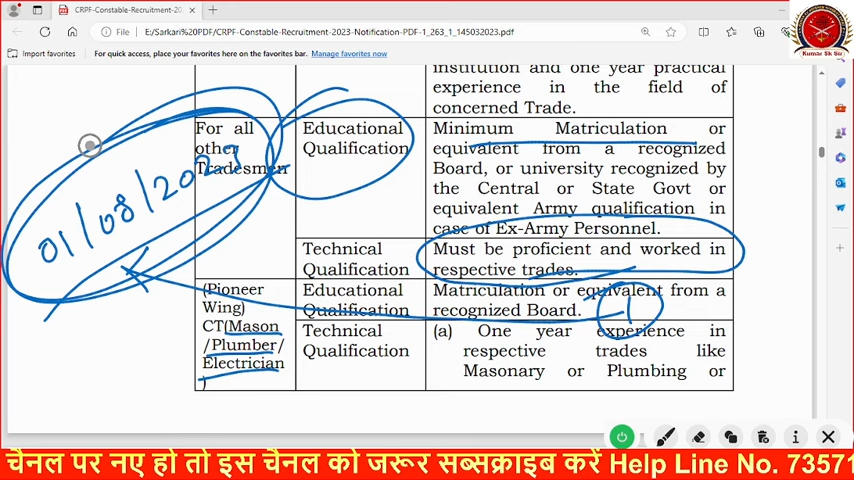 CRPF-Constable-Recruitment-20
File
E:/Sarkari%20PDF/CRPF-Constable-Recruitment-2023-Notification-PDF-1_263_1_145032023.pdf
Import favorites
For quick access, place your favorites here on the favorites bar.
Manage favorites now
Kumar Sk Sir
institution and one year practical
experience in the field of
concerned Trade.
For all
other
Tradesmen
Educational
Qualification
Minimum Matriculation or
equivalent from a recognized
Board, or university recognized by
the Central or State Govt or
equivalent Army qualification in
case of Ex-Army Personnel.
Technical
Qualification
Must be proficient and worked in
respective trades.
01/08/2023
(Pioneer
Wing)
CT(Mason
/Plumber/
Electrician
)
Educational
Qualification
Matriculation or equivalent from a
recognized Board.
1
Technical
Qualification
(a) One year experience in
respective trades like
Masonary or Plumbing or
चैनल पर नए हो तो इस चैनल को जरूर सब्सक्राइब करें Help Line No. 73571